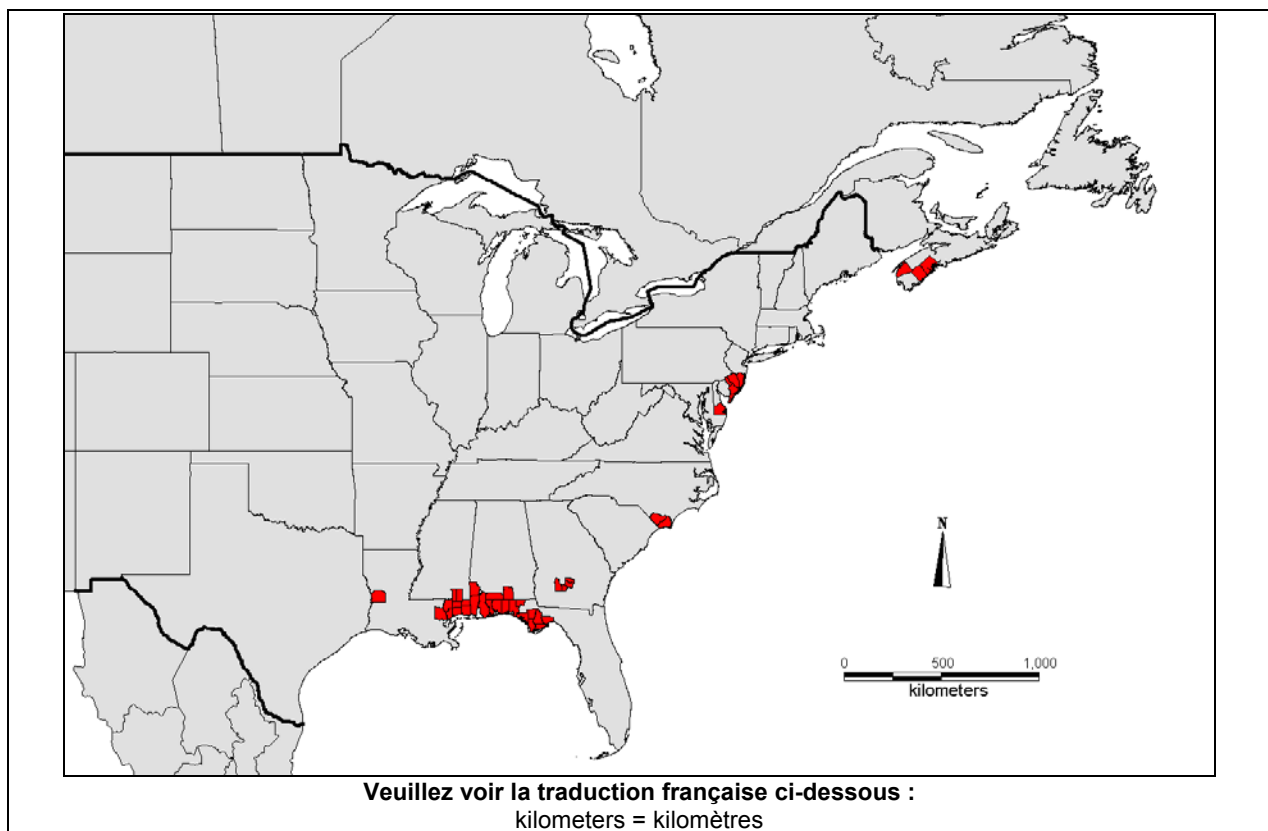 N
0 500 1,000
kilometers
Veuillez voir la traduction française ci-dessous :
kilometers = kilomètres